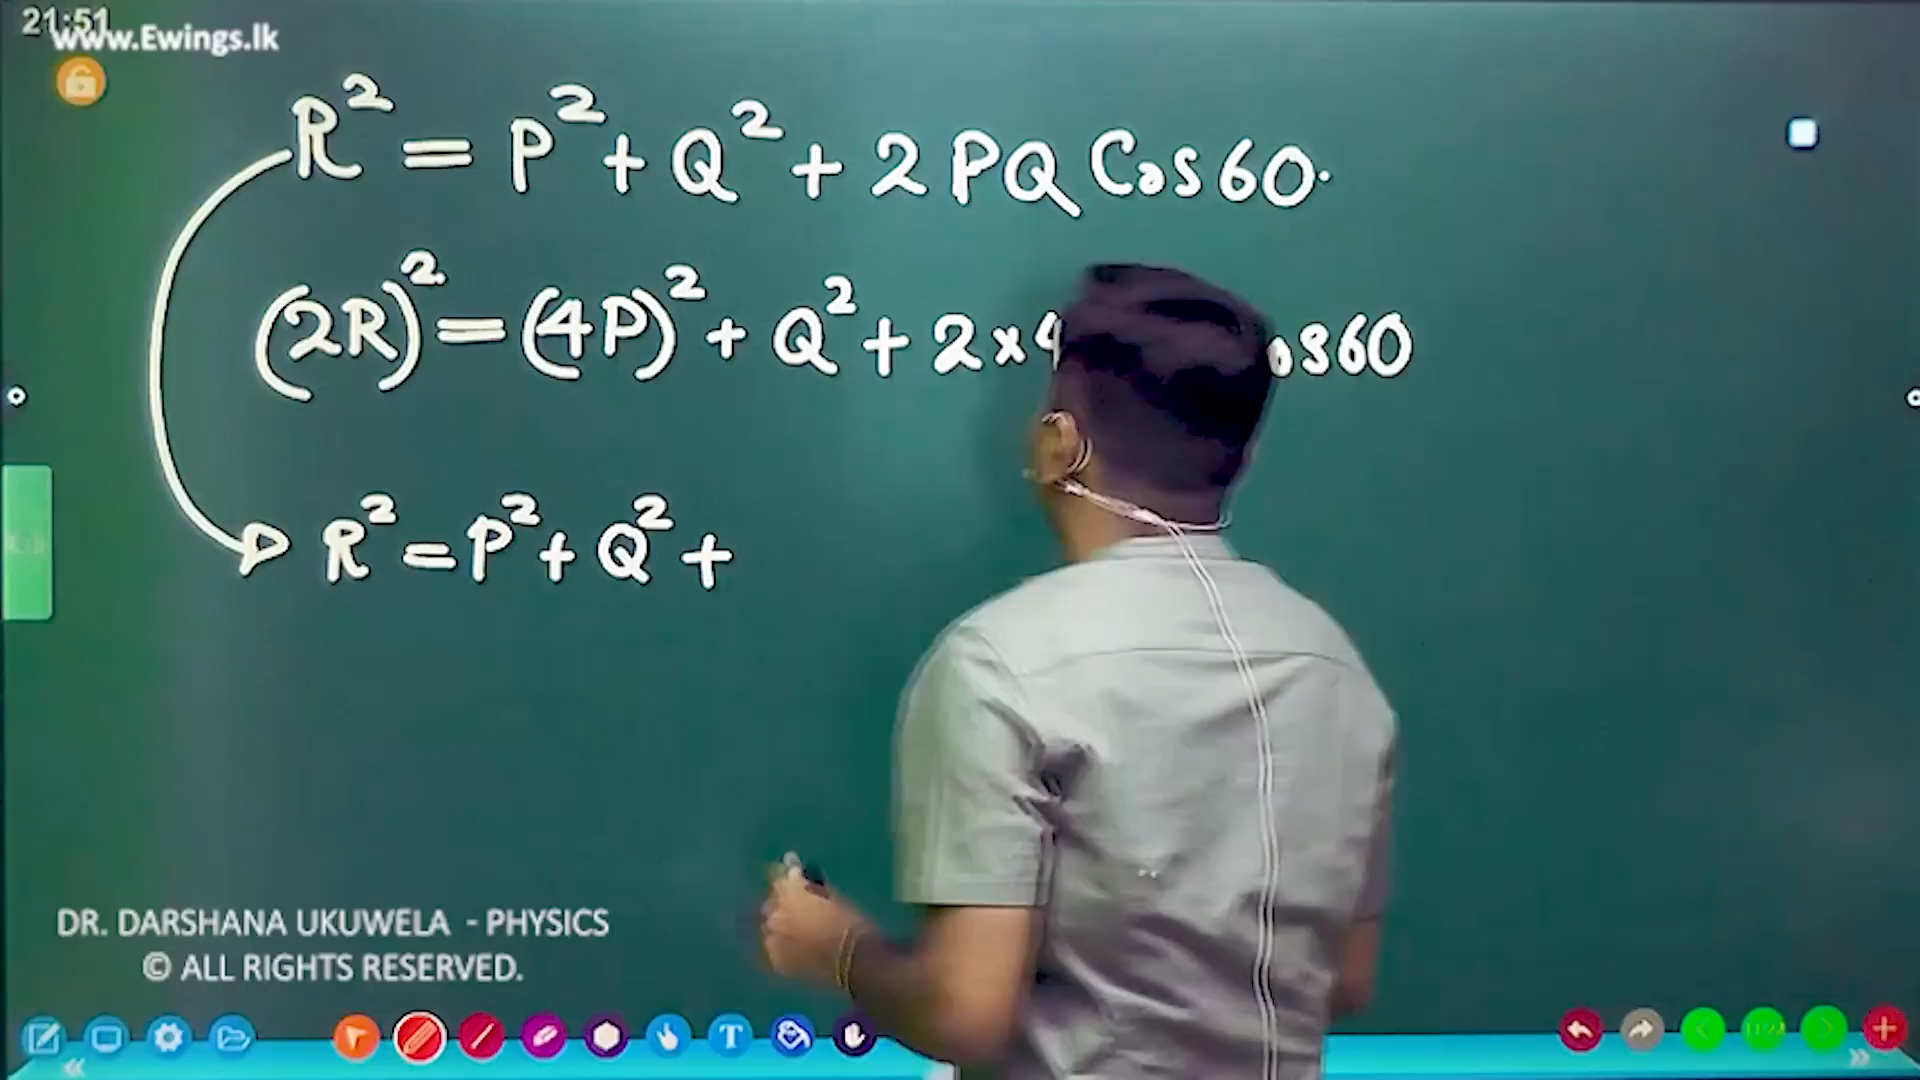 21:51
www.Ewings.lk
R² = P² + Q² + 2PQ Cos 60.
(2R)² = (4P)² + Q² + 2×4 os60
R² = P² + Q² +
DR. DARSHANA UKUWELA - PHYSICS
© ALL RIGHTS RESERVED.
T